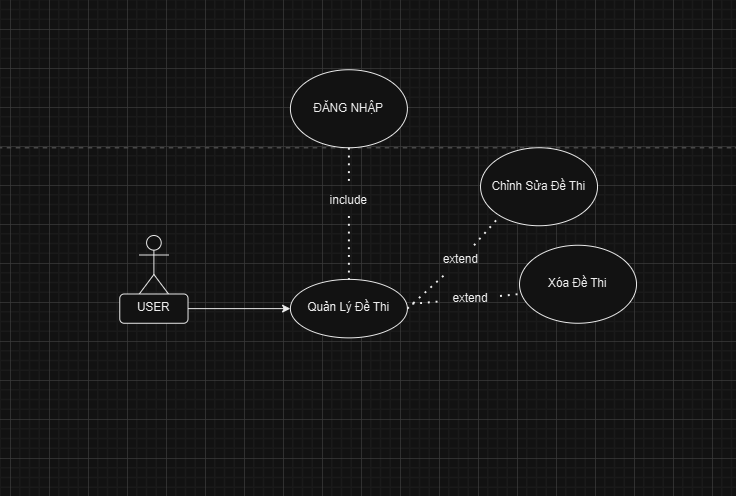 ĐĂNG NHẬP
include
Chỉnh Sửa Đề Thi
extend
Xóa Đề Thi
extend
USER
Quản Lý Đề Thi